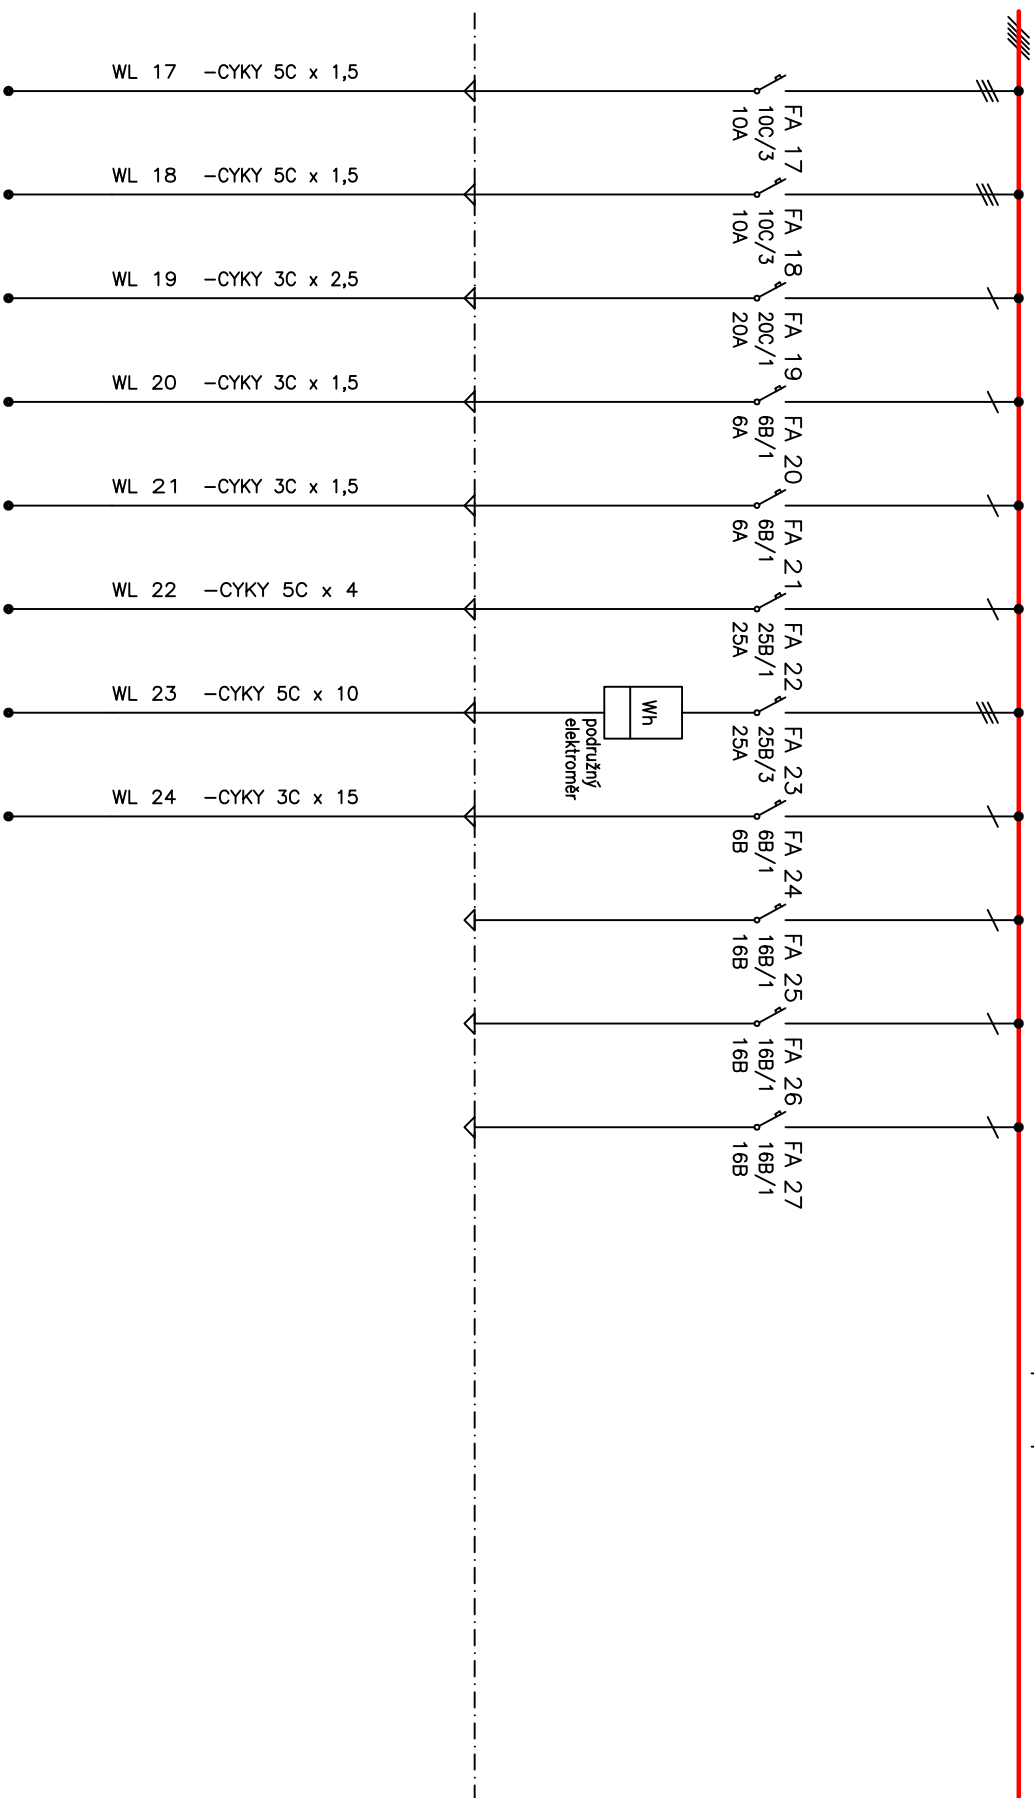 WL 17 -CYKY 5C x 1,5
FA 17
10C/3
10A
WL 18 -CYKY 5C x 1,5
FA 18
10C/3
10A
WL 19 -CYKY 3C x 2,5
FA 19
20C/1
20A
WL 20 -CYKY 3C x 1,5
FA 20
6B/1
6A
WL 21 -CYKY 3C x 1,5
FA 21
6B/1
6A
WL 22 -CYKY 5C x 4
FA 22
25B/1
25A
WL 23 -CYKY 5C x 10
Wh
podružný
elektroměr
FA 23
25B/3
25A
WL 24 -CYKY 3C x 15
FA 24
6B/1
6B
FA 25
16B/1
16B
FA 26
16B/1
16B
FA 27
16B/1
16B